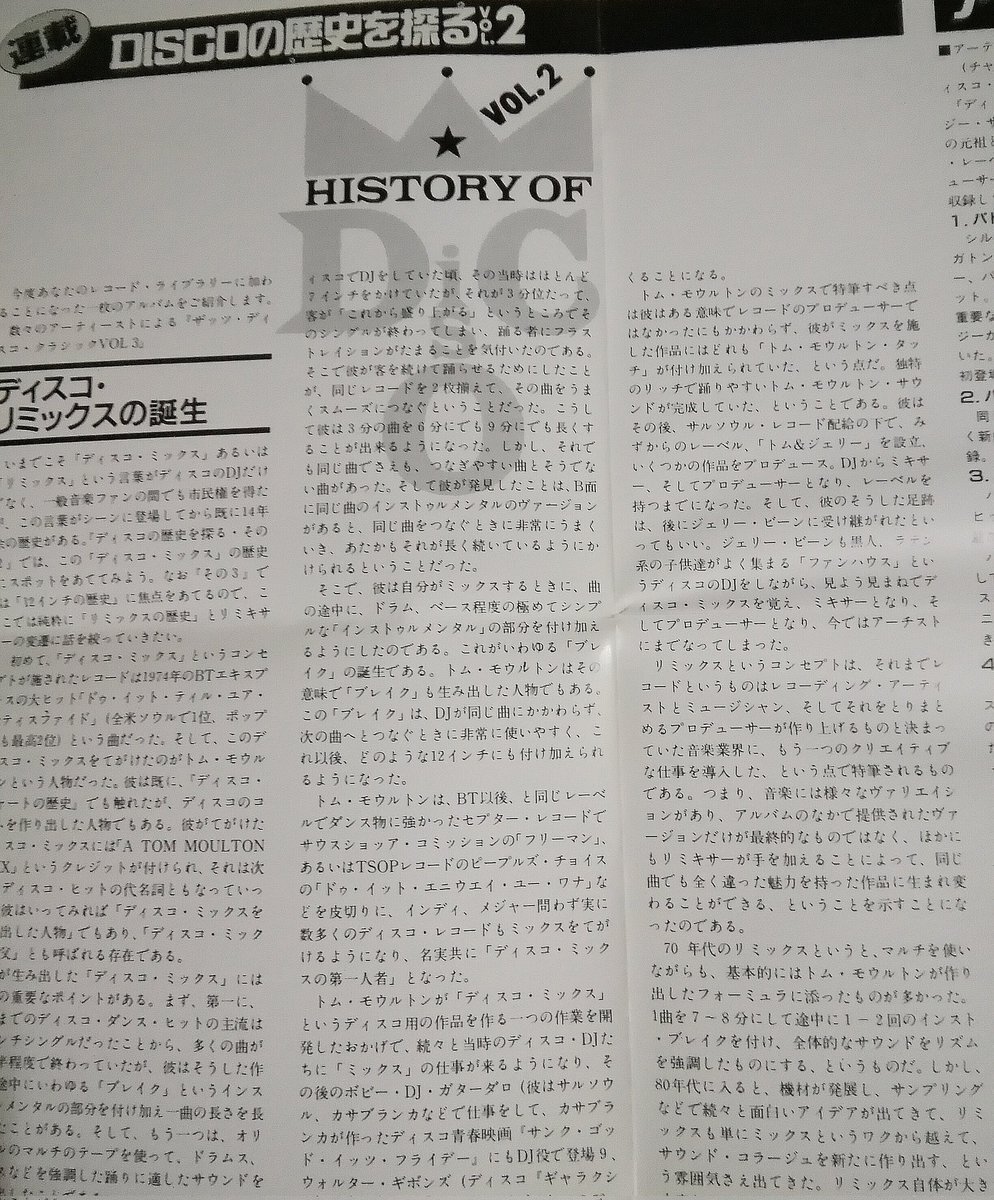 連載
DISCOの歴史を探るVOL.2
VOL.2
HISTORY OF
DiSCO
今度あなたのレコード・ライブラリーに加わ
ることになった一枚のアルバムをご紹介します。
数々のアーティーストによる『ザッツ・ディ
スコ・クラシックVOL 3』
ディスコ・
リミックスの誕生
いまでこそ「ディスコ・ミックス」あるいは
「リミックス」という言葉がディスコのDJだけ
でなく、一般音楽ファンの間でも市民権を得た
が、この言葉がシーンに登場してから既に14年
余の歴史がある。『ディスコの歴史を探る・その
2』では、この「ディスコ・ミックス」の歴史
にスポットをあててみよう。なお『その3』で
は「12インチの歴史」に焦点をあてるので、こ
こでは純粋に「リミックスの歴史」とリミキサ
ーの変遷に話を絞っていきたい。
初めて、「ディスコ・ミックス」というコンセ
プトが施されたレコードは1974年のBTエキスプ
レスの大ヒット「ドゥ・イット・ティル・ユア・
ティスファイド」(全米ソウルで1位、ポップ
も最高2位)という曲だった。そして、このデ
スコ・ミックスをてがけたのがトム・モウル
ンという人物だった。彼は既に、『ディスコ・
ャートの歴史』でも触れたが、ディスコのコ
を作り出した人物でもある。彼がてがけた
スコ・ミックスには「A TOM MOULTON
X」というクレジットが付けられ、それは次
ディスコ・ヒットの代名詞ともなっていっ
彼はいってみれば「ディスコ・ミックスを
出した人物」でもあり、「ディスコ・ミック
父」とも呼ばれる存在である。
が生み出した「ディスコ・ミックス」には
の重要なポイントがある。まず、第一に、
までのディスコ・ダンス・ヒットの主流は
ンチシングルだったことから、多くの曲が
半程度で終わっていたが、彼はそうした作
途中にいわゆる「ブレイク」というインス
・メンタルの部分を付け加え一曲の長さを長
たことがある。そして、もう一つは、オリ
ルのマルチのテープを使って、ドラムス、
スなどを強調した踊りに適したサウンドを
ィスコでDJをしていた頃、その当時はほとんど
7インチをかけていたが、それが3分位たって、
客が「これから盛り上がる」というところでそ
のシングルが終わってしまい、踊る者にフラス
トレイションがたまることを気付いたのである。
そこで彼が客を続けて踊らせるためにしたこと
が、同じレコードを2枚揃えて、その曲をうま
くスムーズにつなぐということだった。こうし
て彼は3分の曲を6分にでも9分にでも長くす
ることが出来るようになった。しかし、それで
も同じ曲でさえも、つなぎやすい曲とそうでな
い曲があった。そして彼が発見したことは、B面
に同じ曲のインストゥルメンタルのヴァージョン
があると、同じ曲をつなぐときに非常にうまく
いき、あたかもそれが長く続いているようにか
けられるということだった。
そこで、彼は自分がミックスするときに、曲
の途中に、ドラム、ベース程度の極めてシンプ
ルな「インストゥルメンタル」の部分を付け加え
るようにしたのである。これがいわゆる「ブレ
イク」の誕生である。トム・モウルトンはその
意味で「ブレイク」も生み出した人物でもある。
この「ブレイク」は、DJが同じ曲にかかわらず、
次の曲へとつなぐときに非常に使いやすく、こ
れ以後、どのような12インチにも付け加えられ
るようになった。
トム・モウルトンは、BT以後、と同じレーベ
ルでダンス物に強かったセプター・レコードで
サウスショッア・コミッションの「フリーマン」、
あるいはTSOPレコードのピープルズ・チョイス
の「ドゥ・イット・エニウエイ・ユー・ワナ」な
どを皮切りに、インディ、メジャー問わず実に
数多くのディスコ・レコードもミックスをてが
けるようになり、名実共に「ディスコ・ミック
スの第一人者」となった。
トム・モウルトンが「ディスコ・ミックス」
というディスコ用の作品を作る一つの作業を開
発したおかげで、続々と当時のディスコ・DJた
ちに「ミックス」の仕事が来るようになり、そ
の後のボビー・DJ・ガターダロ(彼はサルソウ
ル、カサブランカなどで仕事をして、カサブラ
ンカが作ったディスコ青春映画『サンク・ゴッ
ド・イッツ・フライデー』にもDJ役で登場9、
ウォルター・ギボンズ(ディスコ『ギャラクシ
くることになる。
トム・モウルトンのミックスで特筆すべき点
は彼はある意味でレコードのプロデューサーで
はなかったにもかかわらず、彼がミックスを施
した作品にはどれも「トム・モウルトン・タッ
チ」が付け加えられていた、という点だ。独特
のリッチで踊りやすいトム・モウルトン・サウ
ンドが完成していた、ということである。彼は
その後、サルソウル・レコード配給の下で、み
ずからのレーベル、「トム&ジェリー」を設立、
いくつかの作品をプロデュース。DJからミキサ
ー、そしてプロデューサーとなり、レーベルを
持つまでになった。そして、彼のそうした足跡
は、後にジェリー・ビーンに受け継がれたとい
ってもいい。ジェリー・ビーンも黒人、ラテン
系の子供達がよく集まる「ファンハウス」とい
うディスコのDJをしながら、見よう見まねでデ
ィスコ・ミックスを覚え、ミキサーとなり、そ
してプロデューサーとなり、今ではアーチスト
にまでなってしまった。
リミックスというコンセプトは、それまでレ
コードというものはレコーディング・アーティ
ストとミュージシャン、そしてそれをとりまと
めるプロデューサーが作り上げるものと決まっ
ていた音楽業界に、もう一つのクリエイティブ
な仕事を導入した、という点で特筆されるもの
である。つまり、音楽には様々なヴァリエイシ
ョンがあり、アルバムのなかで提供されたヴァ
ージョンだけが最終的なものではなく、ほかに
もリミキサーが手を加えることによって、同じ
曲でも全く違った魅力を持った作品に生まれ変
わることができる、ということを示すことにな
ったのである。
70年代のリミックスというと、マルチを使い
ながらも、基本的にはトム・モウルトンが作り
出したフォーミュラに添ったものが多かった。
1曲を7～8分にして途中に1－2回のインスト
・ブレイクを付け、全体的なサウンドをリズム
を強調したものにする、というものだ。しかし、
80年代に入ると、機材が発展し、サンプリング
などで続々と面白いアイデアが出てきて、リミ
ックスも単にミックスというワクから越えて、
サウンド・コラージュを新たに作り出す、とい
う雰囲気さえ出てきた。リミックス自体が大き
■アーテ
(チャ
ィスコ・
『ディ
ジー・サ
の元祖と
・レーベ
ューサー
収録し
1. バト
シル
ガトン
ー、パ
ット。
重要な
ジーか
いた。
初登場
2. ハ
同
く新
録。
3.